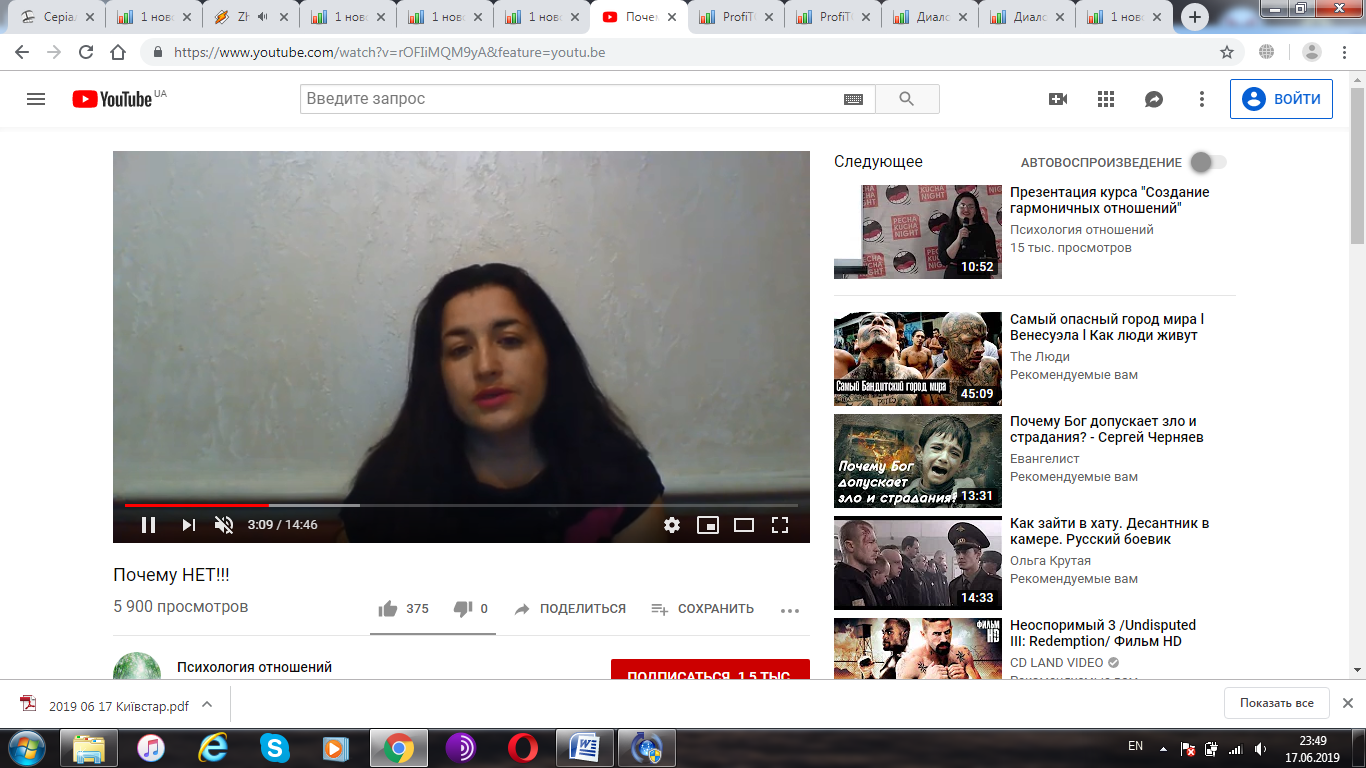 Серіал
1 ново
Zh
1 ново
1 ново
1 ново
Почем
ProfiT
ProfiT
Диало
Диало
1 ново
https://www.youtube.com/watch?v=rOFIiMQM9yA&feature=youtu.be
YouTube UA
Введите запрос
ВОЙТИ
3:09 / 14:46
Почему НЕТ!!!
5 900 просмотров
375
0
ПОДЕЛИТЬСЯ
СОХРАНИТЬ
Психология отношений
ПОДПИСАТЬСЯ 1,5 ТЫС.
Следующее
АВТОВОСПРОИЗВЕДЕНИЕ
PECHA KUCHA NIGHT
10:52
Презентация курса "Создание
гармоничных отношений"
Психология отношений
15 тыс. просмотров
Самый Бандитский город мира
45:09
Самый опасный город мира l
Венесуэла l Как люди живут
The Люди
Рекомендуемые вам
Почему Бог
допускает
зло и страдания?
13:31
Почему Бог допускает зло и
страдания? - Сергей Черняев
Евангелист
Рекомендуемые вам
14:33
Как зайти в хату. Десантник в
камере. Русский боевик
Ольга Крутая
Рекомендуемые вам
ФИЛЬМ
HD
Неоспоримый 3 /Undisputed
III: Redemption/ Фильм HD
CD LAND VIDEO
Рекомендуемые вам
2019 06 17 Київстар.pdf
Показать все
EN
23:49
17.06.2019